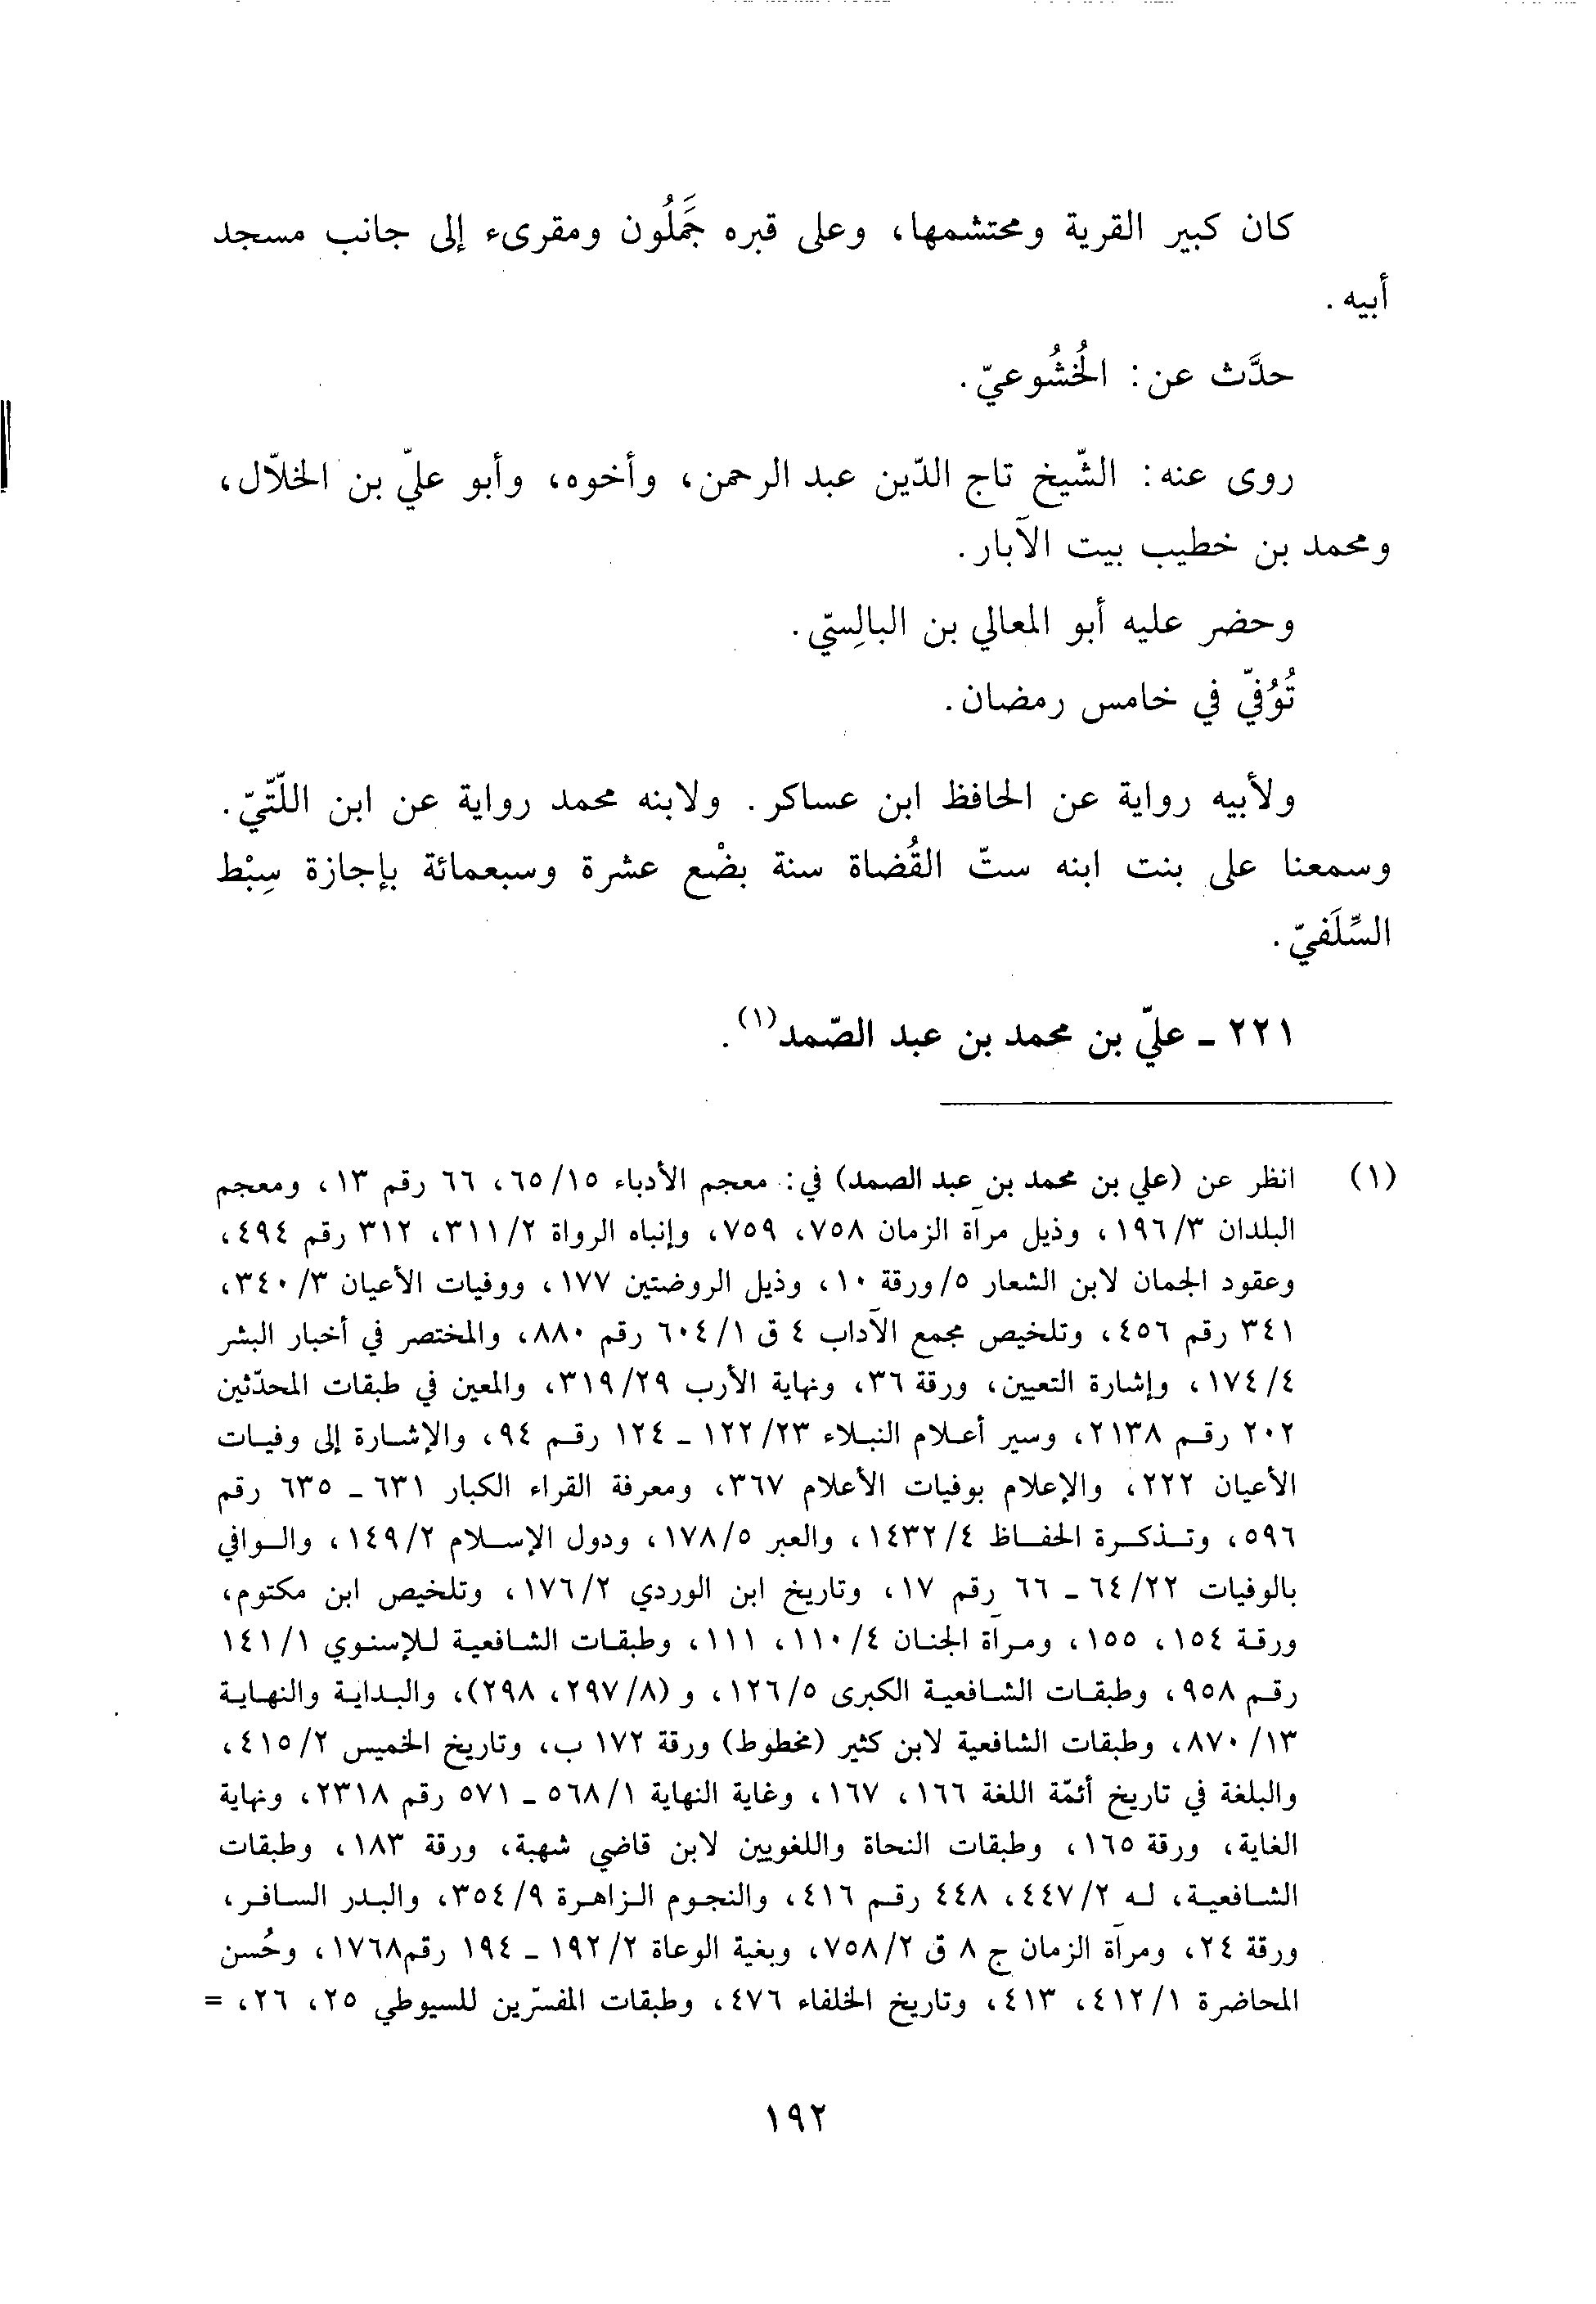 كان كبير القرية ومحتشمها، وعلى قبره جَمَلُون ومقرىء إلى جانب مسجد
أبيه.
حدَّث عن: الخُشُوعيّ.
روى عنه: الشّيخ تاج الدّين عبد الرحمن، وأخوه، وأبو عليّ بن الخلاّل،
ومحمد بن خطيب بيت الآبار.
وحضر عليه أبو المعالي بن البالِسيّ.
تُوُفيّ في خامس رمضان.
ولأبيه رواية عن الحافظ ابن عساكر. ولابنه محمد رواية عن ابن اللّتّيّ.
وسمعنا على بنت ابنه ستّ القُضاة سنة بضْع عشرة وسبعمائة بإجازة سِبْط
السِّلَفيّ.
٢٢١ ـ عليّ بن محمد بن عبد الصّمد(١).
(١) انظر عن (علي بن محمد بن عبد الصمد) في: معجم الأدباء ١٥/ ٦٥، ٦٦ رقم ١٣، ومعجم
البلدان ٣/ ١٩٦، وذيل مرآة الزمان ٧٥٨، ٧٥٩، وإنباه الرواة ٢/ ٣١١، ٣١٢ رقم ٤٩٤،
وعقود الجمان لابن الشعار ٥/ ورقة ١٠، وذيل الروضتين ١٧٧، ووفيات الأعيان ٣/ ٣٤٠،
٣٤١ رقم ٤٥٦، وتلخيص مجمع الآداب ٤ ق ١/ ٦٠٤ رقم ٨٨٠، والمختصر في أخبار البشر
٤/ ١٧٤، وإشارة التعيين، ورقة ٣٦، ونهاية الأرب ٢٩/ ٣١٩، والمعين في طبقات المحدّثين
٢٠٢ رقم ٢١٣٨، وسير أعلام النبلاء ٢٣/ ١٢٢ ـ ١٢٤ رقم ٩٤، والإشارة إلى وفيات
الأعيان ٢٢٢، والإعلام بوفيات الأعلام ٣٦٧، ومعرفة القراء الكبار ٦٣١ ـ ٦٣٥ رقم
٥٩٦، وتذكرة الحفاظ ٤/ ١٤٣٢، والعبر ٥/ ١٧٨، ودول الإسلام ٢/ ١٤٩، والوافي
بالوفيات ٢٢/ ٦٤ ـ ٦٦ رقم ١٧، وتاريخ ابن الوردي ٢/ ١٧٦، وتلخيص ابن مكتوم،
ورقة ١٥٤، ١٥٥، ومرآة الجنان ٤/ ١١٠، ١١١، وطبقات الشافعية للإسنوي ١/ ١٤١
رقم ٩٥٨، وطبقات الشافعية الكبرى ٥/ ١٢٦، و (٨/ ٢٩٧، ٢٩٨)، والبداية والنهاية
١٣/ ٨٧٠، وطبقات الشافعية لابن كثير (مخطوط) ورقة ١٧٢ ب، وتاريخ الخميس ٢/ ٤١٥،
والبلغة في تاريخ أئمّة اللغة ١٦٦، ١٦٧، وغاية النهاية ١/ ٥٦٨ ـ ٥٧١ رقم ٢٣١٨، ونهاية
الغاية، ورقة ١٦٥، وطبقات النحاة واللغويين لابن قاضي شهبة، ورقة ١٨٣، وطبقات
الشافعية، له ٢/ ٤٤٧، ٤٤٨ رقم ٤١٦، والنجوم الزاهرة ٩/ ٣٥٤، والبدر السافر،
ورقة ٢٤، ومرآة الزمان ج ٨ ق ٢/ ٧٥٨، وبغية الوعاة ٢/ ١٩٢ ـ ١٩٤ رقم١٧٦٨، وحُسن
المحاضرة ١/ ٤١٢، ٤١٣، وتاريخ الخلفاء ٤٧٦، وطبقات المفسّرين للسيوطي ٢٥، ٢٦، =
١٩٢